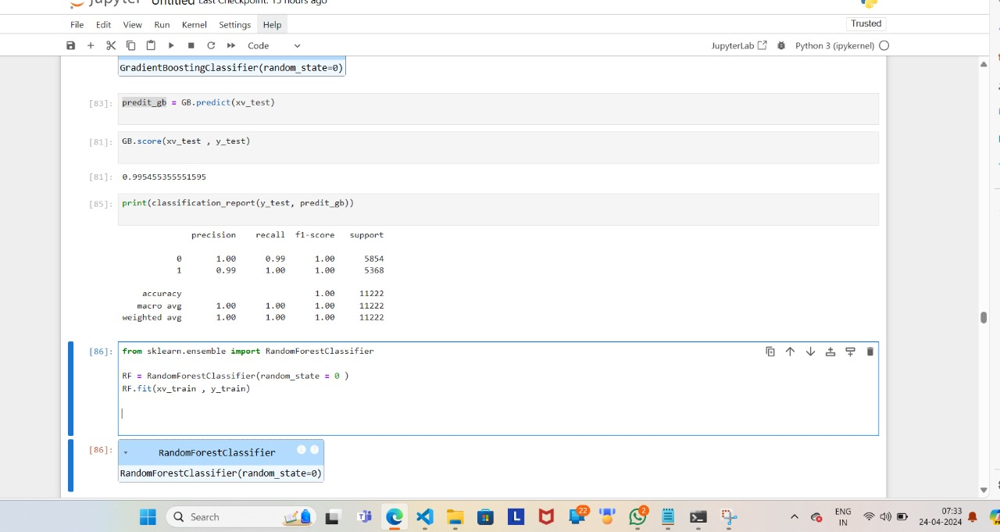 jupyter Untitled Last Checkpoint: 15 hours ago
File Edit View Run Kernel Settings Help
Trusted
Code
JupyterLab Python 3 (ipykernel)
GradientBoostingClassifier(random_state=0)
[83]: predit_gb = GB.predict(xv_test)
[81]: GB.score(xv_test , y_test)
[81]: 0.995455355551595
[85]: print(classification_report(y_test, predit_gb))
precision recall f1-score support
0 1.00 0.99 1.00 5854
1 0.99 1.00 1.00 5368
accuracy 1.00 11222
macro avg 1.00 1.00 1.00 11222
weighted avg 1.00 1.00 1.00 11222
[86]: from sklearn.ensemble import RandomForestClassifier
RF = RandomForestClassifier(random_state = 0 )
RF.fit(xv_train , y_train)
[86]: RandomForestClassifier
RandomForestClassifier(random_state=0)
Search
L
22
2
ENG
IN
07:33
24-04-2024